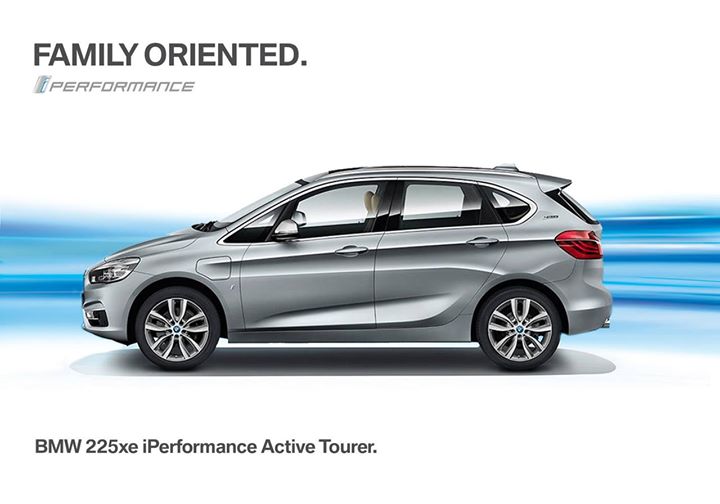 FAMILY ORIENTED.
iPERFORMANCE
BMW 225xe iPerformance Active Tourer.